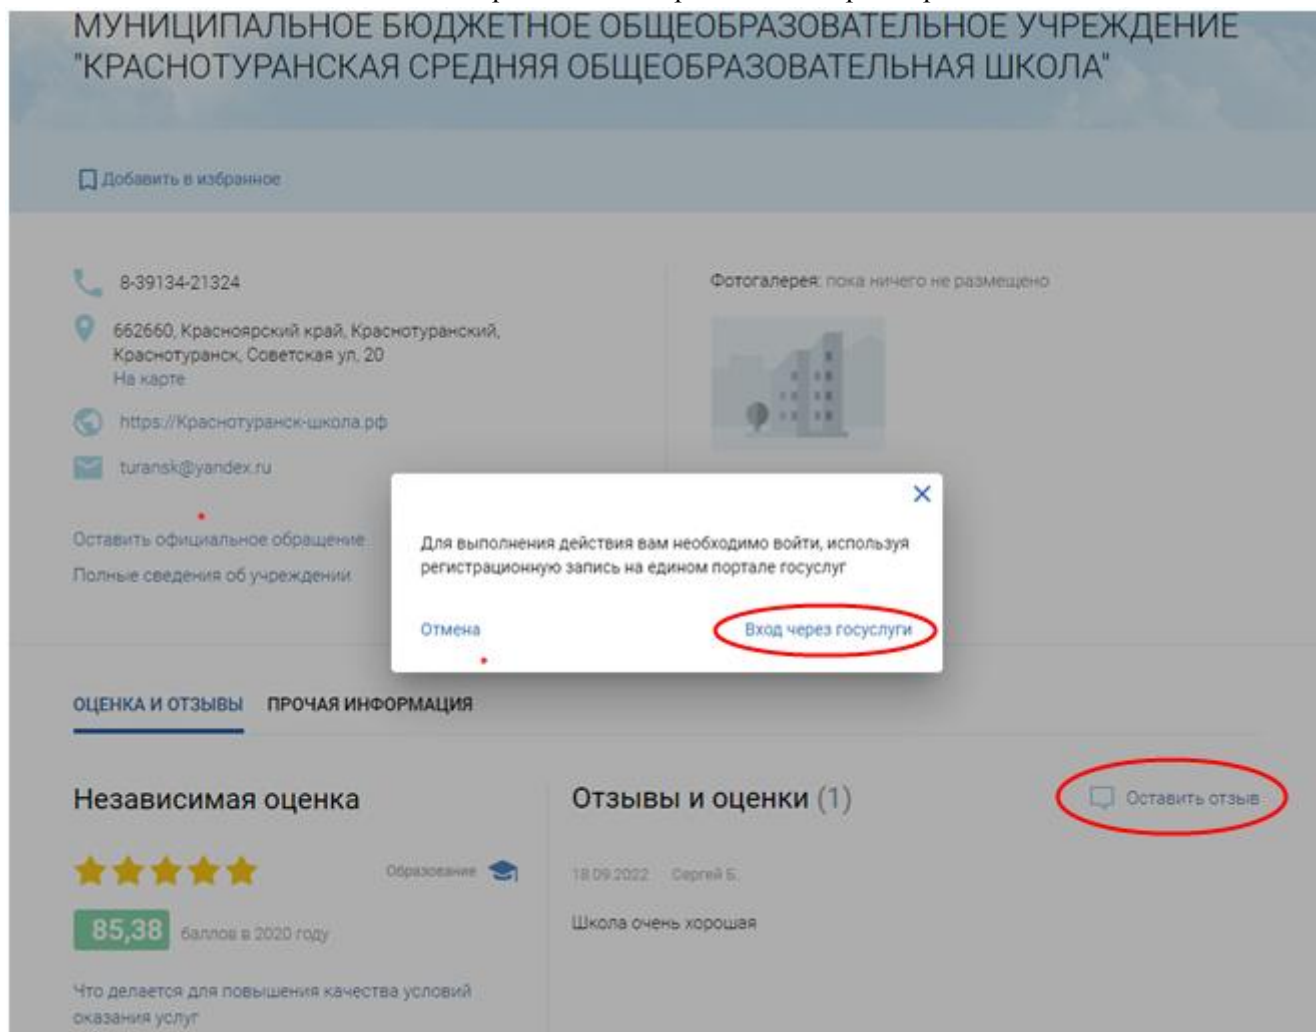 МУНИЦИПАЛЬНОЕ БЮДЖЕТНОЕ ОБЩЕОБРАЗОВАТЕЛЬНОЕ УЧРЕЖДЕНИЕ
"КРАСНОТУРАНСКАЯ СРЕДНЯЯ ОБЩЕОБРАЗОВАТЕЛЬНАЯ ШКОЛА"
Добавить в избранное
8-39134-21324
662660, Красноярский край, Краснотуранский,
Краснотуранск, Советская ул, 20
На карте
https://Краснотуранск-школа.рф
turansk@yandex.ru
Оставить официальное обращение
Полные сведения об учреждении
Фотогалерея: пока ничего не размещено
Для выполнения действия вам необходимо войти, используя
регистрационную запись на едином портале госуслуг
Отмена
Вход через госуслуги
ОЦЕНКА И ОТЗЫВЫ
ПРОЧАЯ ИНФОРМАЦИЯ
Независимая оценка
Образование
85,38 баллов в 2020 году
Что делается для повышения качества условий
оказания услуг
Отзывы и оценки (1)
Оставить отзыв
18.09.2022 Сергей Б.
Школа очень хорошая